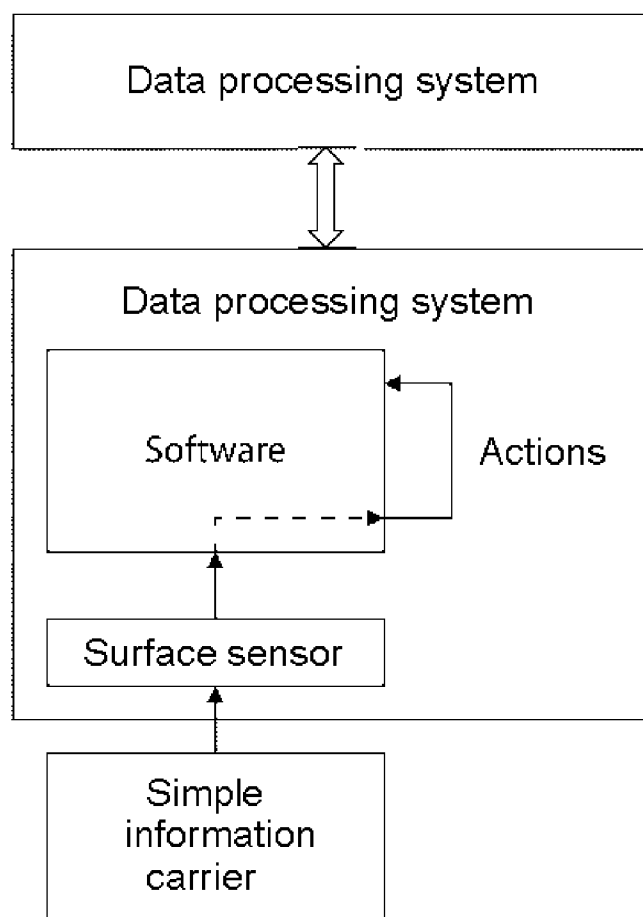 Data processing system
Data processing system
Software
Actions
Surface sensor
Simple
information
carrier